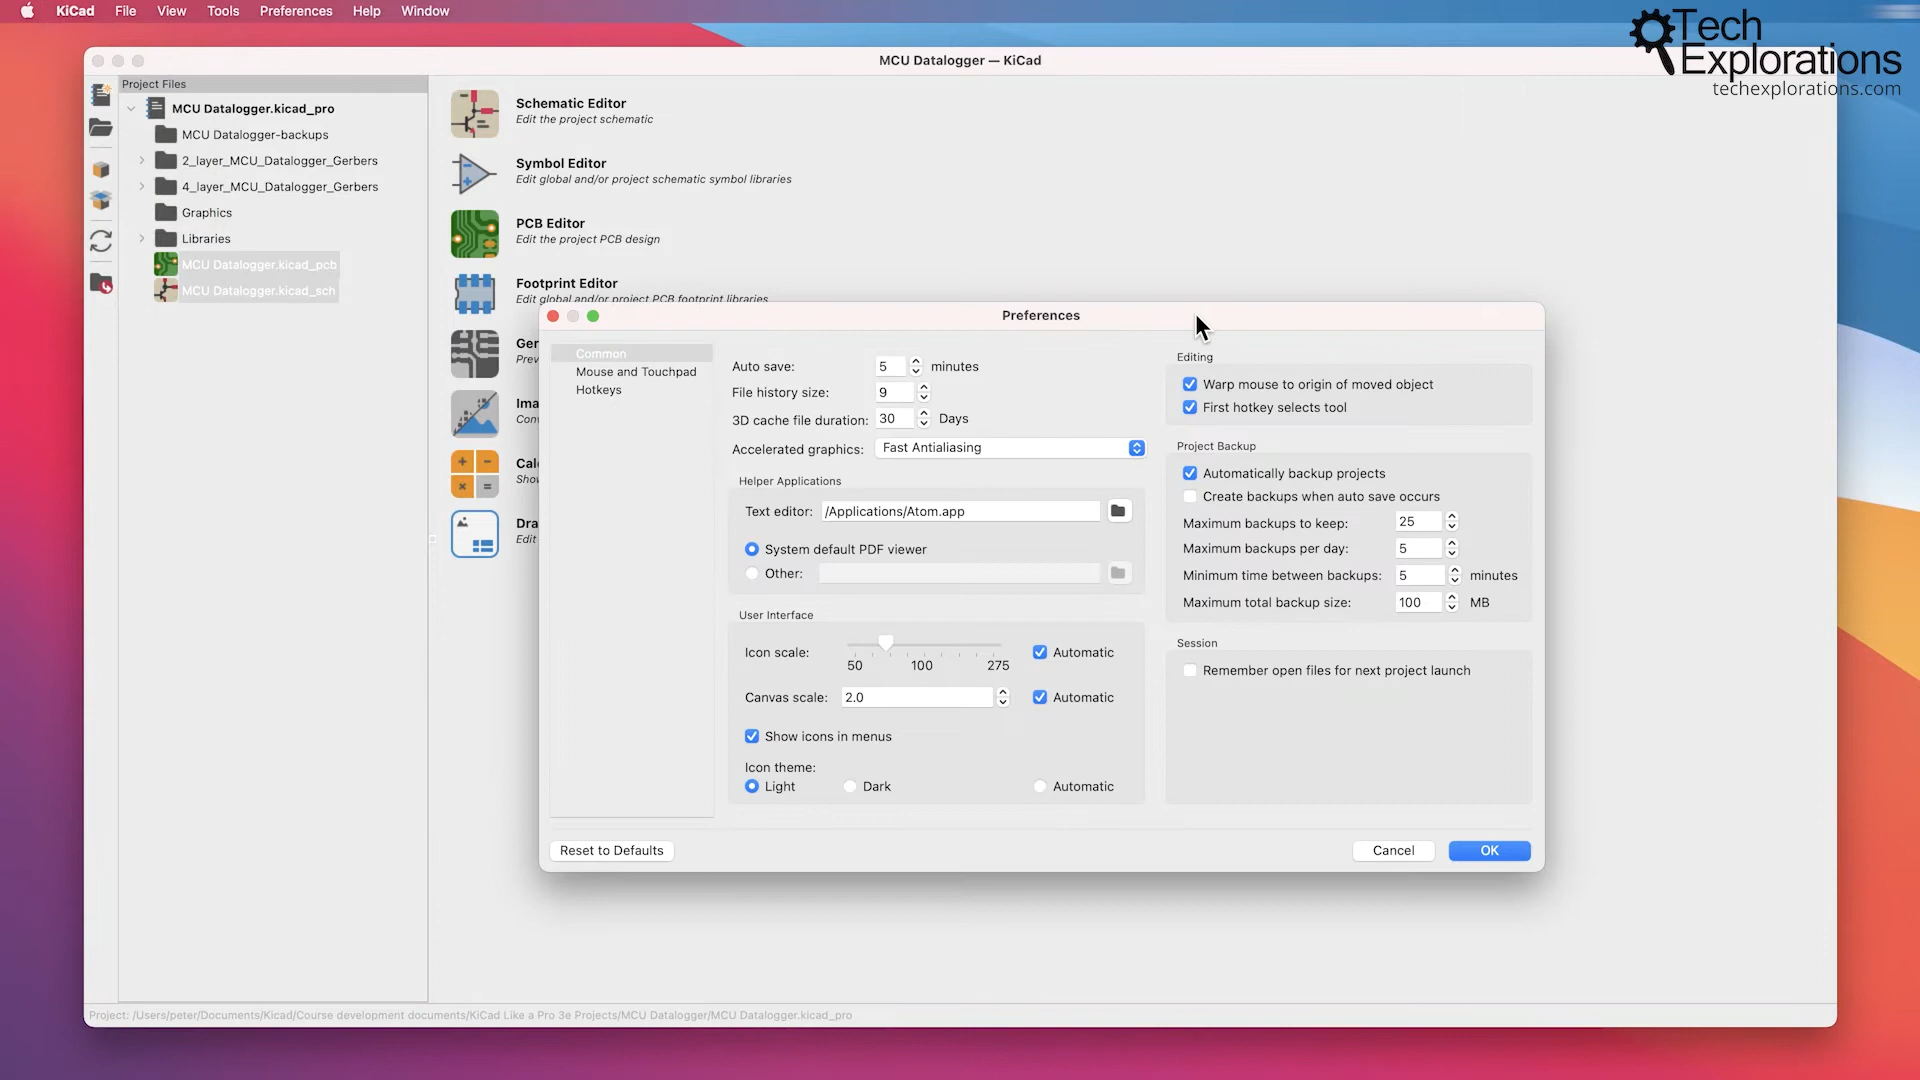 KiCad File View Tools Preferences Help Window
Tech
Explorations
techexplorations.com
MCU Datalogger — KiCad
Project Files
MCU Datalogger.kicad_pro
MCU Datalogger-backups
2_layer_MCU_Datalogger_Gerbers
4_layer_MCU_Datalogger_Gerbers
Graphics
Libraries
MCU Datalogger.kicad_pcb
MCU Datalogger.kicad_sch
Schematic Editor
Edit the project schematic
Symbol Editor
Edit global and/or project schematic symbol libraries
PCB Editor
Edit the project PCB design
Footprint Editor
Edit global and/or project PCB footprint libraries
Ger
Prev
Ima
Con
Calc
Show
Dra
Edit
Preferences
Common
Mouse and Touchpad
Hotkeys
Auto save: 5 minutes
File history size: 9
3D cache file duration: 30 Days
Accelerated graphics: Fast Antialiasing
Helper Applications
Text editor: /Applications/Atom.app
System default PDF viewer
Other:
User Interface
Icon scale: 50 100 275 Automatic
Canvas scale: 2.0 Automatic
Show icons in menus
Icon theme:
Light Dark Automatic
Editing
Warp mouse to origin of moved object
First hotkey selects tool
Project Backup
Automatically backup projects
Create backups when auto save occurs
Maximum backups to keep: 25
Maximum backups per day: 5
Minimum time between backups: 5 minutes
Maximum total backup size: 100 MB
Session
Remember open files for next project launch
Reset to Defaults
Cancel
OK
Project: /Users/peter/Documents/Kicad/Course development documents/KiCad Like a Pro 3e Projects/MCU Datalogger/MCU Datalogger.kicad_pro